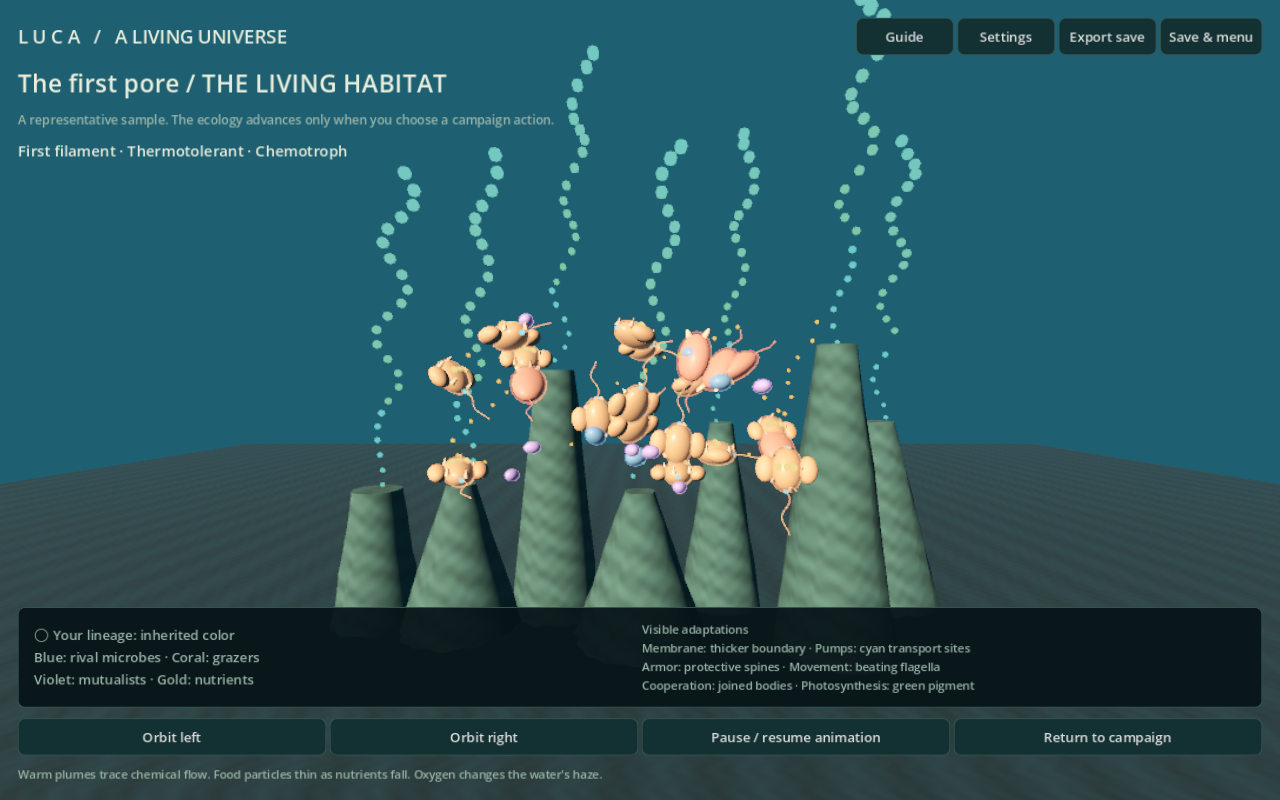 LUCA / A LIVING UNIVERSE
Guide
Settings
Export save
Save & menu
The first pore / THE LIVING HABITAT
A representative sample. The ecology advances only when you choose a campaign action.
First filament · Thermotolerant · Chemotroph
Your lineage: inherited color
Blue: rival microbes · Coral: grazers
Violet: mutualists · Gold: nutrients
Visible adaptations
Membrane: thicker boundary · Pumps: cyan transport sites
Armor: protective spines · Movement: beating flagella
Cooperation: joined bodies · Photosynthesis: green pigment
Orbit left
Orbit right
Pause / resume animation
Return to campaign
Warm plumes trace chemical flow. Food particles thin as nutrients fall. Oxygen changes the water's haze.